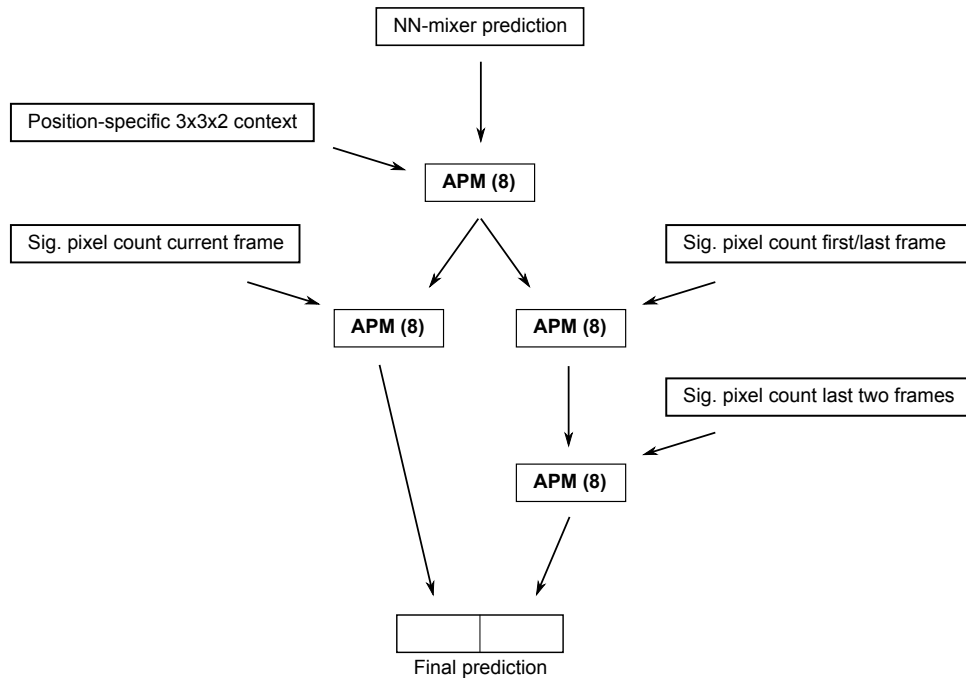 NN-mixer prediction
Position-specific 3x3x2 context
APM (8)
Sig. pixel count current frame
Sig. pixel count first/last frame
APM (8)
APM (8)
Sig. pixel count last two frames
APM (8)
Final prediction